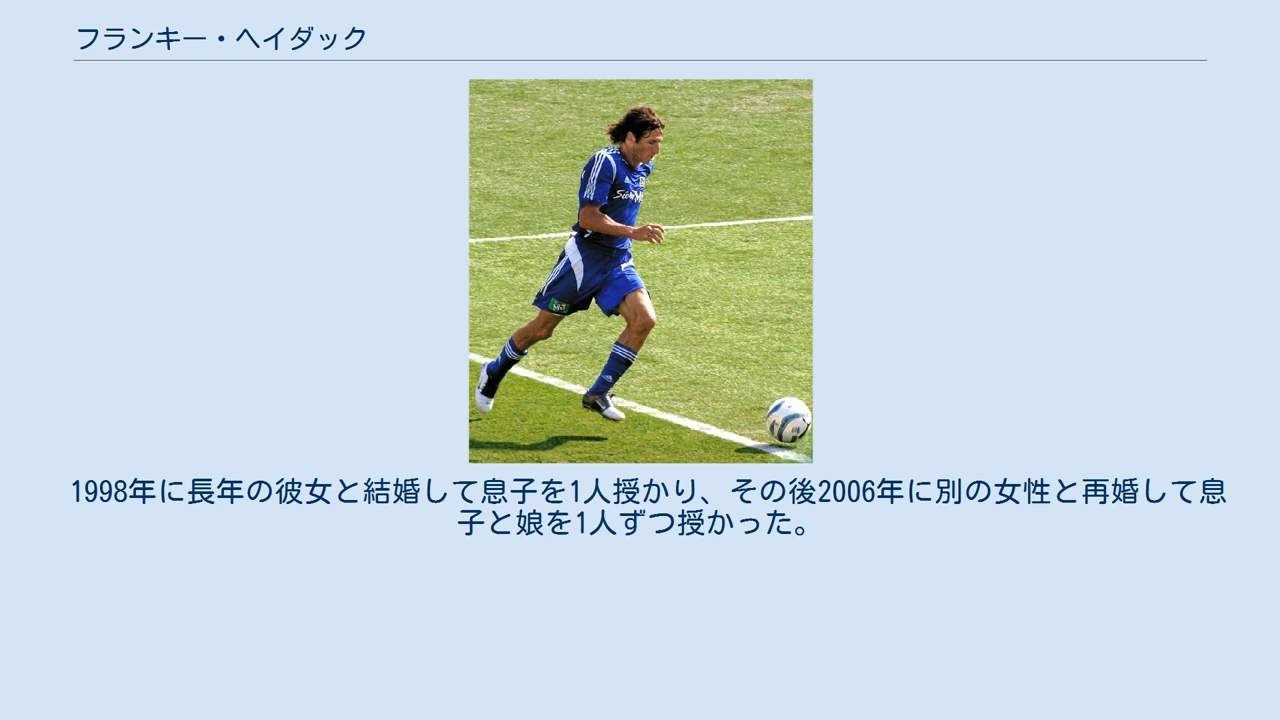 フランキー・ヘイダック
1998年に長年の彼女と結婚して息子を1人授かり、その後2006年に別の女性と再婚して息
子と娘を1人ずつ授かった。